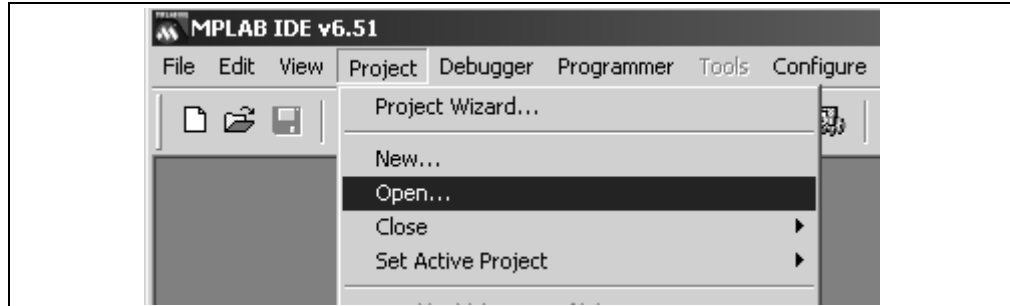 MPLAB IDE v6.51
File Edit View Project Debugger Programmer Tools Configure
Project Wizard...
New...
Open...
Close
Set Active Project